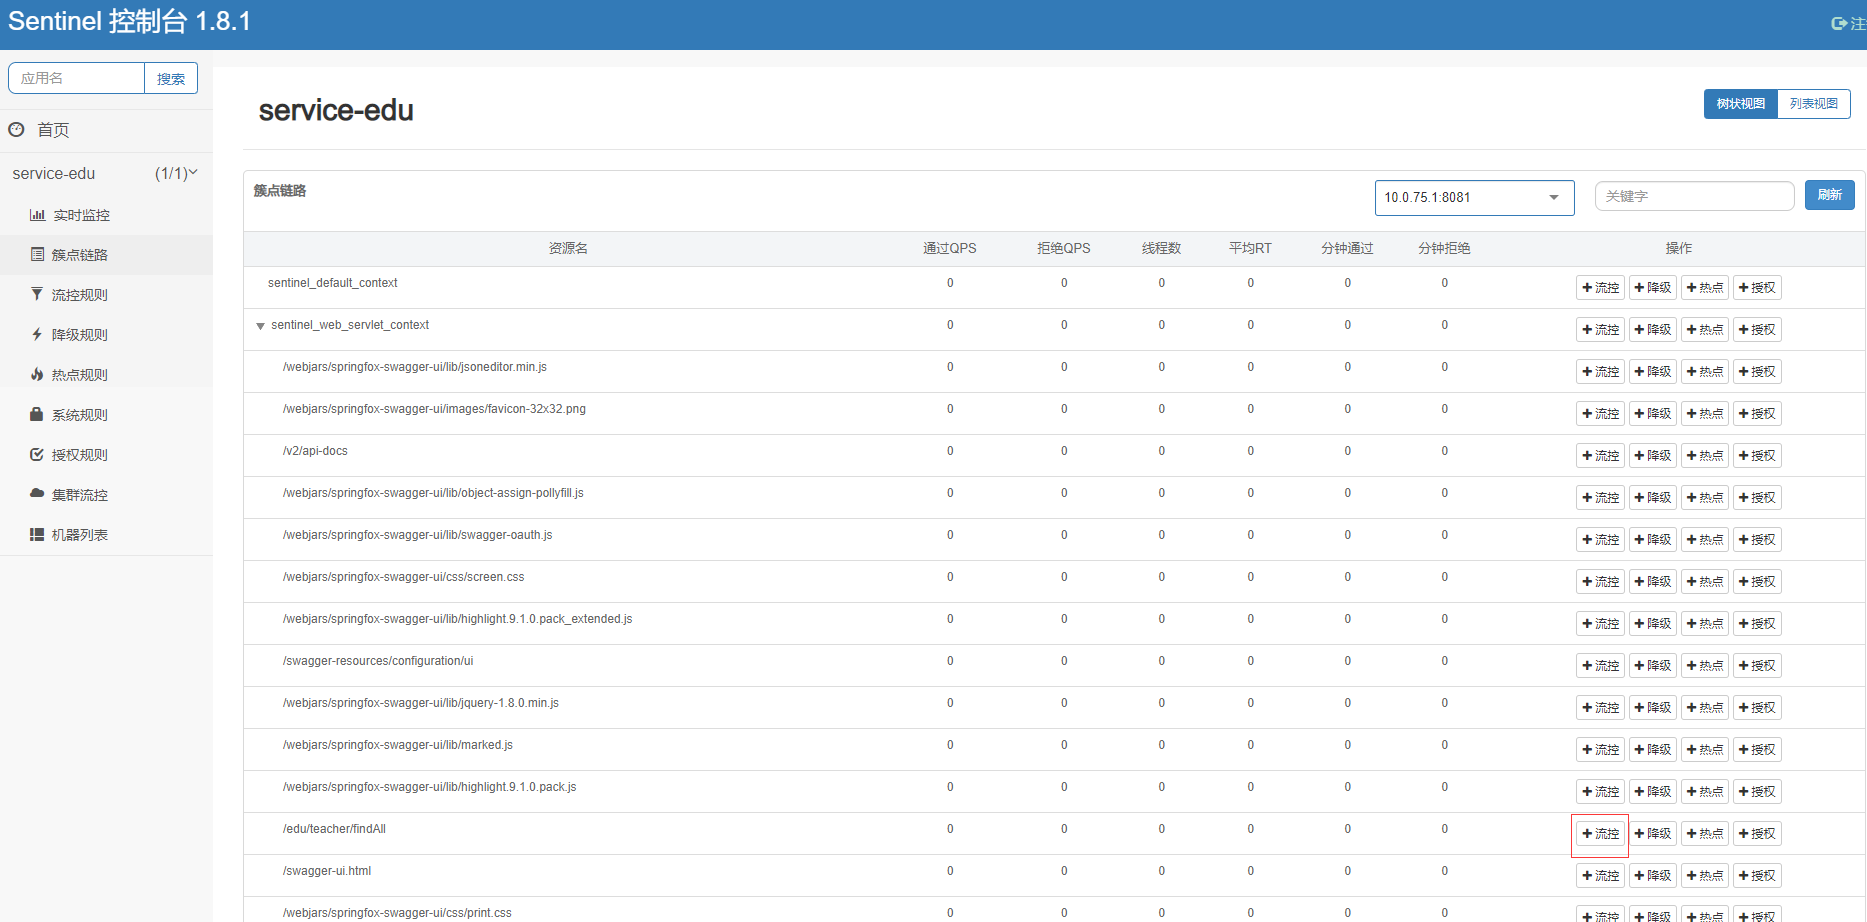 Sentinel 控制台 1.8.1
注
应用名 搜索
首页
service-edu (1/1)
实时监控
簇点链路
流控规则
降级规则
热点规则
系统规则
授权规则
集群流控
机器列表
service-edu
树状视图 列表视图
簇点链路 10.0.75.1:8081 关键字 刷新
资源名 通过QPS 拒绝QPS 线程数 平均RT 分钟通过 分钟拒绝 操作
sentinel_default_context 0 0 0 0 0 0 流控 降级 热点 授权
sentinel_web_servlet_context 0 0 0 0 0 0 流控 降级 热点 授权
/webjars/springfox-swagger-ui/lib/jsoneditor.min.js 0 0 0 0 0 0 流控 降级 热点 授权
/webjars/springfox-swagger-ui/images/favicon-32x32.png 0 0 0 0 0 0 流控 降级 热点 授权
/v2/api-docs 0 0 0 0 0 0 流控 降级 热点 授权
/webjars/springfox-swagger-ui/lib/object-assign-pollyfill.js 0 0 0 0 0 0 流控 降级 热点 授权
/webjars/springfox-swagger-ui/lib/swagger-oauth.js 0 0 0 0 0 0 流控 降级 热点 授权
/webjars/springfox-swagger-ui/css/screen.css 0 0 0 0 0 0 流控 降级 热点 授权
/webjars/springfox-swagger-ui/lib/highlight.9.1.0.pack_extended.js 0 0 0 0 0 0 流控 降级 热点 授权
/swagger-resources/configuration/ui 0 0 0 0 0 0 流控 降级 热点 授权
/webjars/springfox-swagger-ui/lib/jquery-1.8.0.min.js 0 0 0 0 0 0 流控 降级 热点 授权
/webjars/springfox-swagger-ui/lib/marked.js 0 0 0 0 0 0 流控 降级 热点 授权
/webjars/springfox-swagger-ui/lib/highlight.9.1.0.pack.js 0 0 0 0 0 0 流控 降级 热点 授权
/edu/teacher/findAll 0 0 0 0 0 0 流控 降级 热点 授权
/swagger-ui.html 0 0 0 0 0 0 流控 降级 热点 授权
/webjars/springfox-swagger-ui/css/print.css 0 0 0 0 0 0 流控 降级 热点 授权